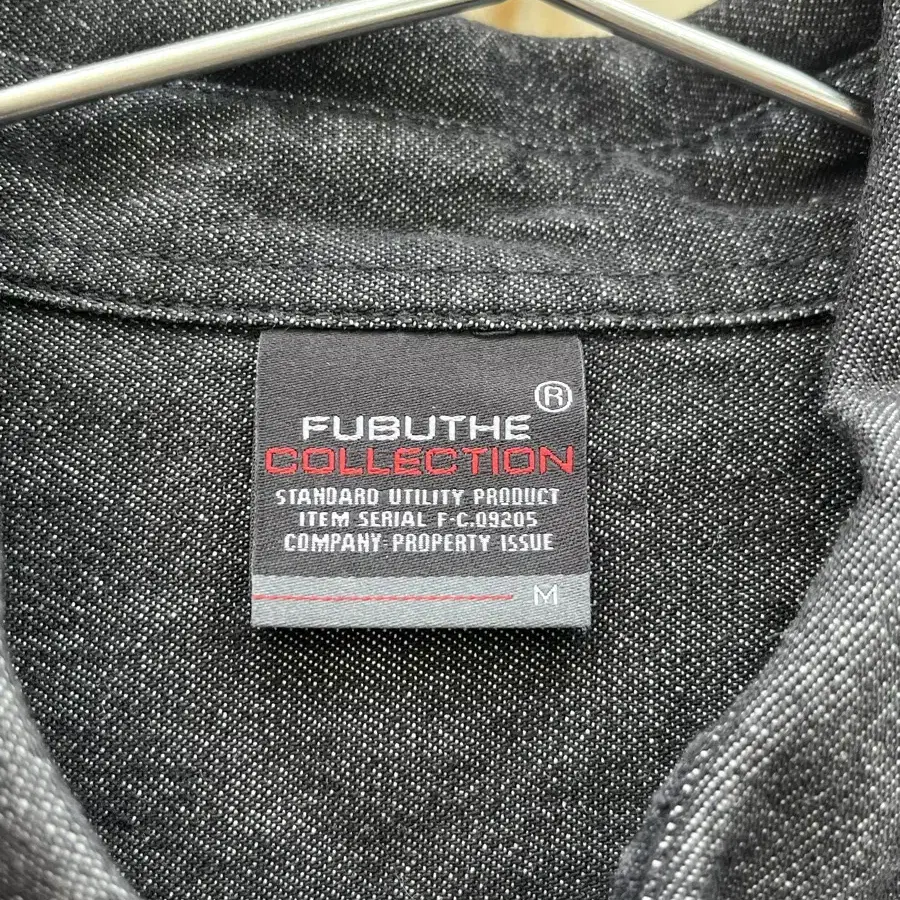 ®
FUBUTHE
COLLECTION
STANDARD UTILITY PRODUCT
ITEM SERIAL F-C.09205
COMPANY-PROPERTY ISSUE
M